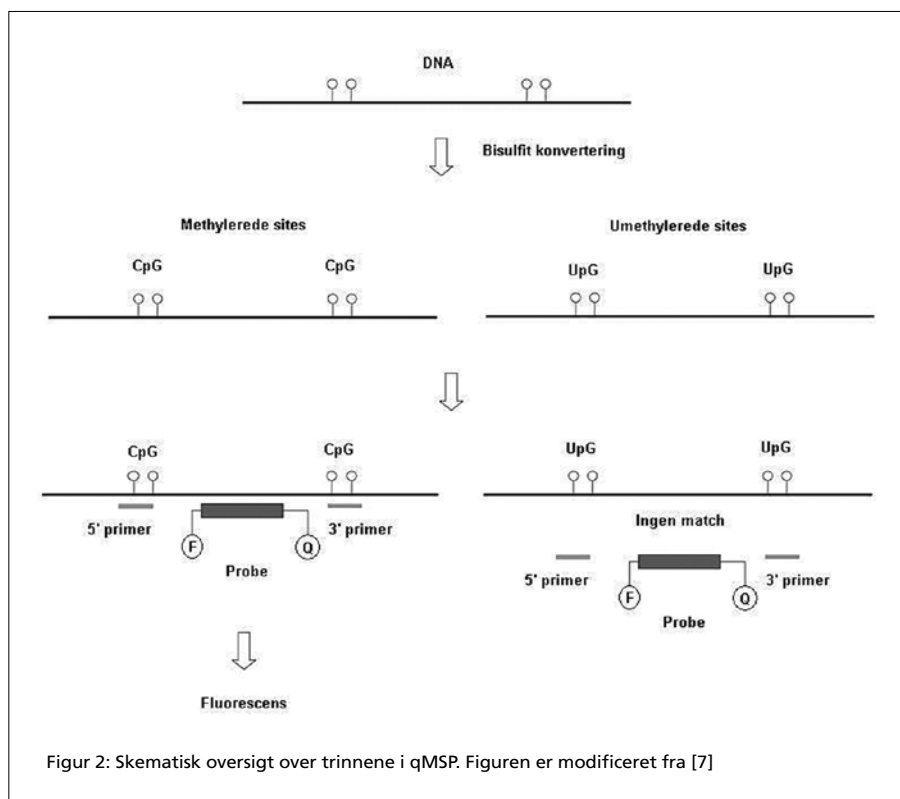 DNA
Bisulfit konvertering
Methylerede sites
Umethylerede sites
CpG
CpG
UpG
UpG
CpG
CpG
UpG
UpG
5' primer
3' primer
F
Q
Probe
Ingen match
5' primer
3' primer
F
Q
Probe
Fluorescens
Figur 2: Skematisk oversigt over trinnene i qMSP. Figuren er modificeret fra [7]